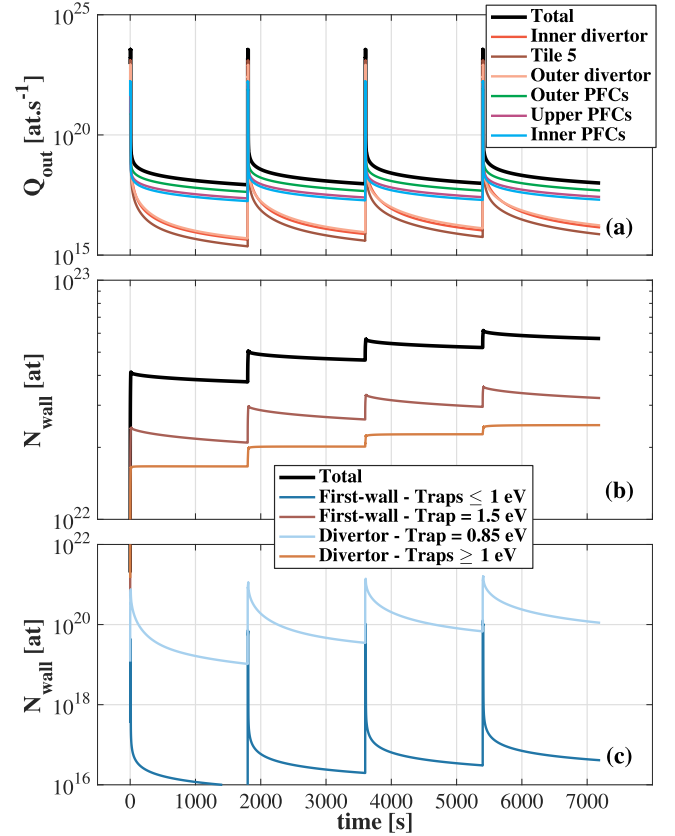 10^25
10^20
10^15
Q_out [at.s^-1]
Total
Inner divertor
Tile 5
Outer divertor
Outer PFCs
Upper PFCs
Inner PFCs
(a)
10^23
10^22
N_wall [at]
(b)
Total
First-wall - Traps ≤ 1 eV
First-wall - Trap = 1.5 eV
Divertor - Trap = 0.85 eV
Divertor - Traps ≥ 1 eV
10^22
10^20
10^18
10^16
N_wall [at]
(c)
0 1000 2000 3000 4000 5000 6000 7000
time [s]